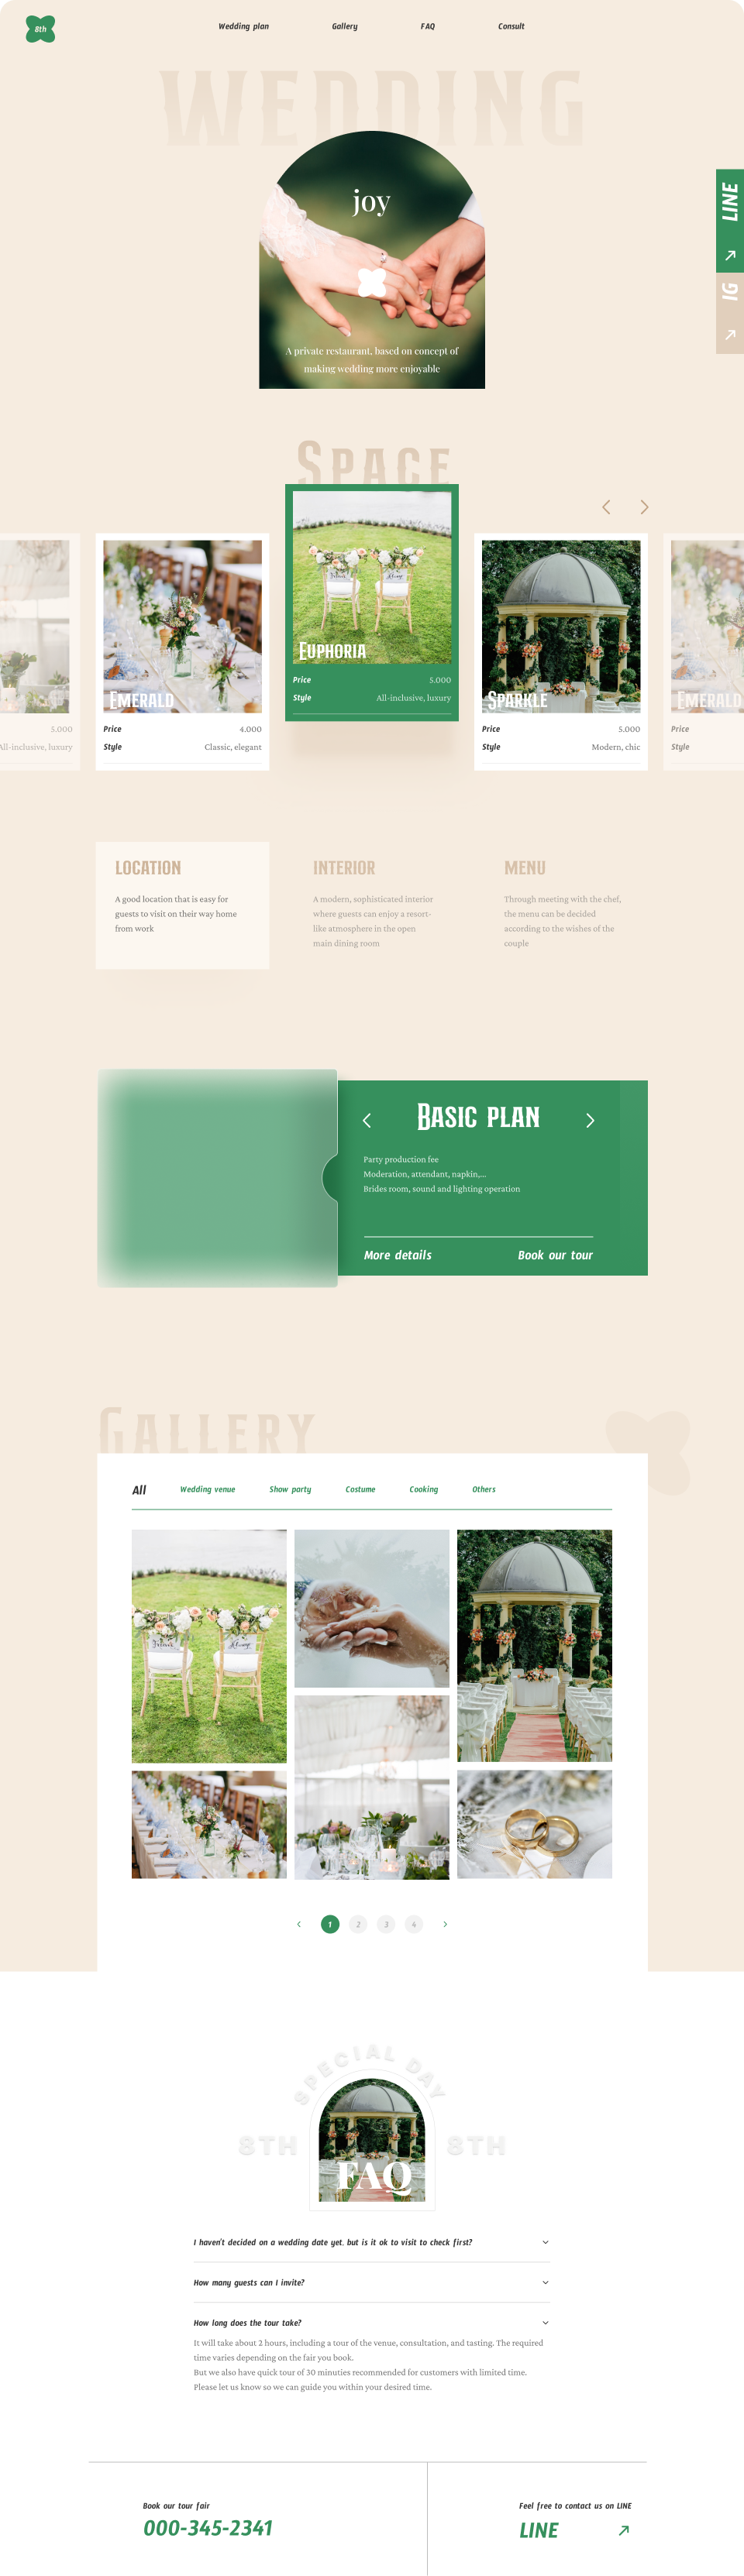 8th
Wedding plan
Gallery
FAQ
Consult
WEDDING
joy
A private restaurant, based on concept of
making wedding more enjoyable
LINE
IG
SPACE
5.000
All-inclusive, luxury
EMERALD
Price 4.000
Style Classic, elegant
EUPHORIA
Price 5.000
Style All-inclusive, luxury
SPARKLE
Price 5.000
Style Modern, chic
EMERALD
Price
Style
LOCATION
A good location that is easy for
guests to visit on their way home
from work
INTERIOR
A modern, sophisticated interior
where guests can enjoy a resort-
like atmosphere in the open
main dining room
MENU
Through meeting with the chef,
the menu can be decided
according to the wishes of the
couple
BASIC PLAN
Party production fee
Moderation, attendant, napkin,...
Brides room, sound and lighting operation
More details
Book our tour
GALLERY
All
Wedding venue
Show party
Costume
Cooking
Others
1
2
3
4
SPECIAL DAY
8TH
8TH
FAQ
I haven't decided on a wedding date yet. but is it ok to visit to check first?
How many guests can I invite?
How long does the tour take?
It will take about 2 hours, including a tour of the venue, consultation, and tasting. The required
time varies depending on the fair you book.
But we also have quick tour of 30 minuties recommended for customers with limited time.
Please let us know so we can guide you within your desired time.
Book our tour fair
000-345-2341
Feel free to contact us on LINE
LINE